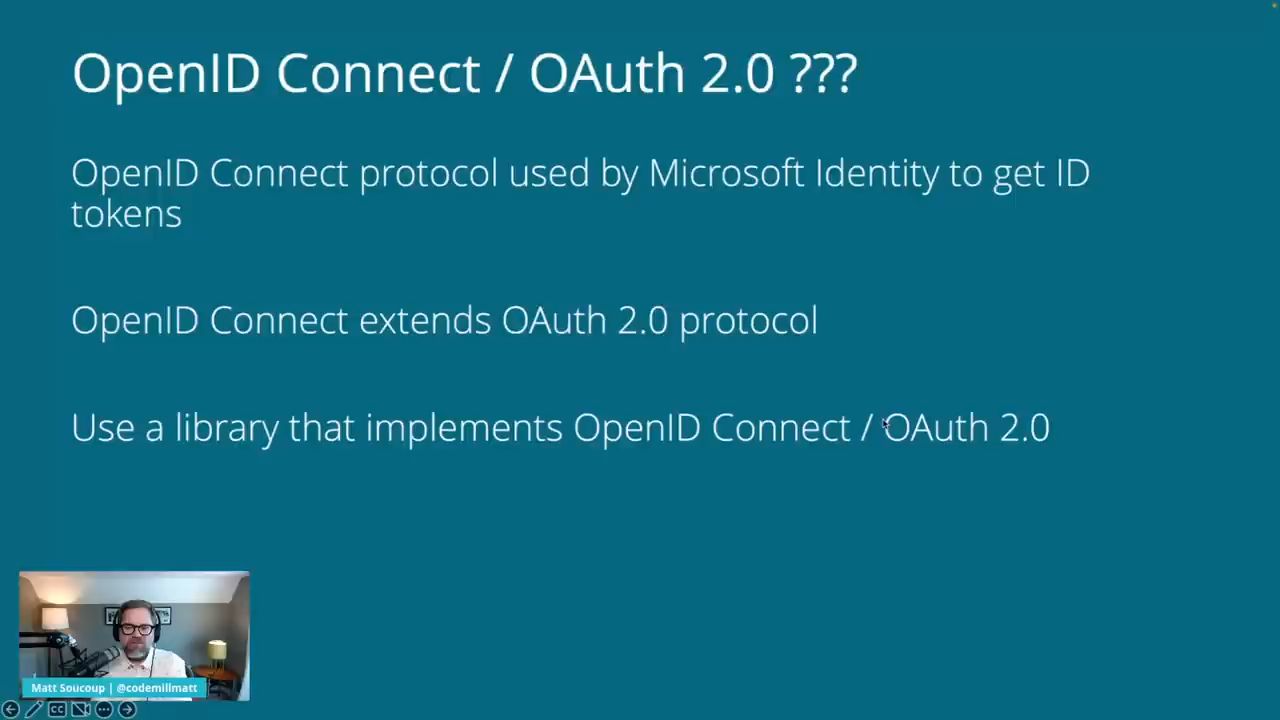 OpenID Connect / OAuth 2.0 ???
OpenID Connect protocol used by Microsoft Identity to get ID
tokens
OpenID Connect extends OAuth 2.0 protocol
Use a library that implements OpenID Connect / OAuth 2.0
Matt Soucoup | @codemillmatt
CC